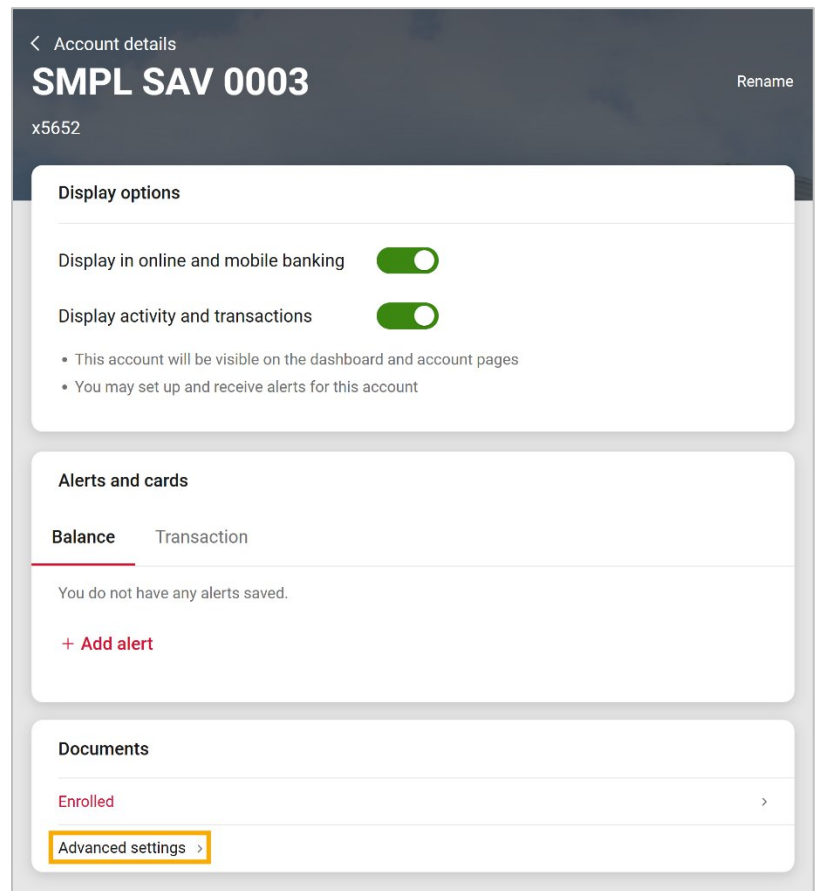 Account details
SMPL SAV 0003
Rename
x5652
Display options
Display in online and mobile banking
Display activity and transactions
• This account will be visible on the dashboard and account pages
• You may set up and receive alerts for this account
Alerts and cards
Balance Transaction
You do not have any alerts saved.
+ Add alert
Documents
Enrolled
Advanced settings